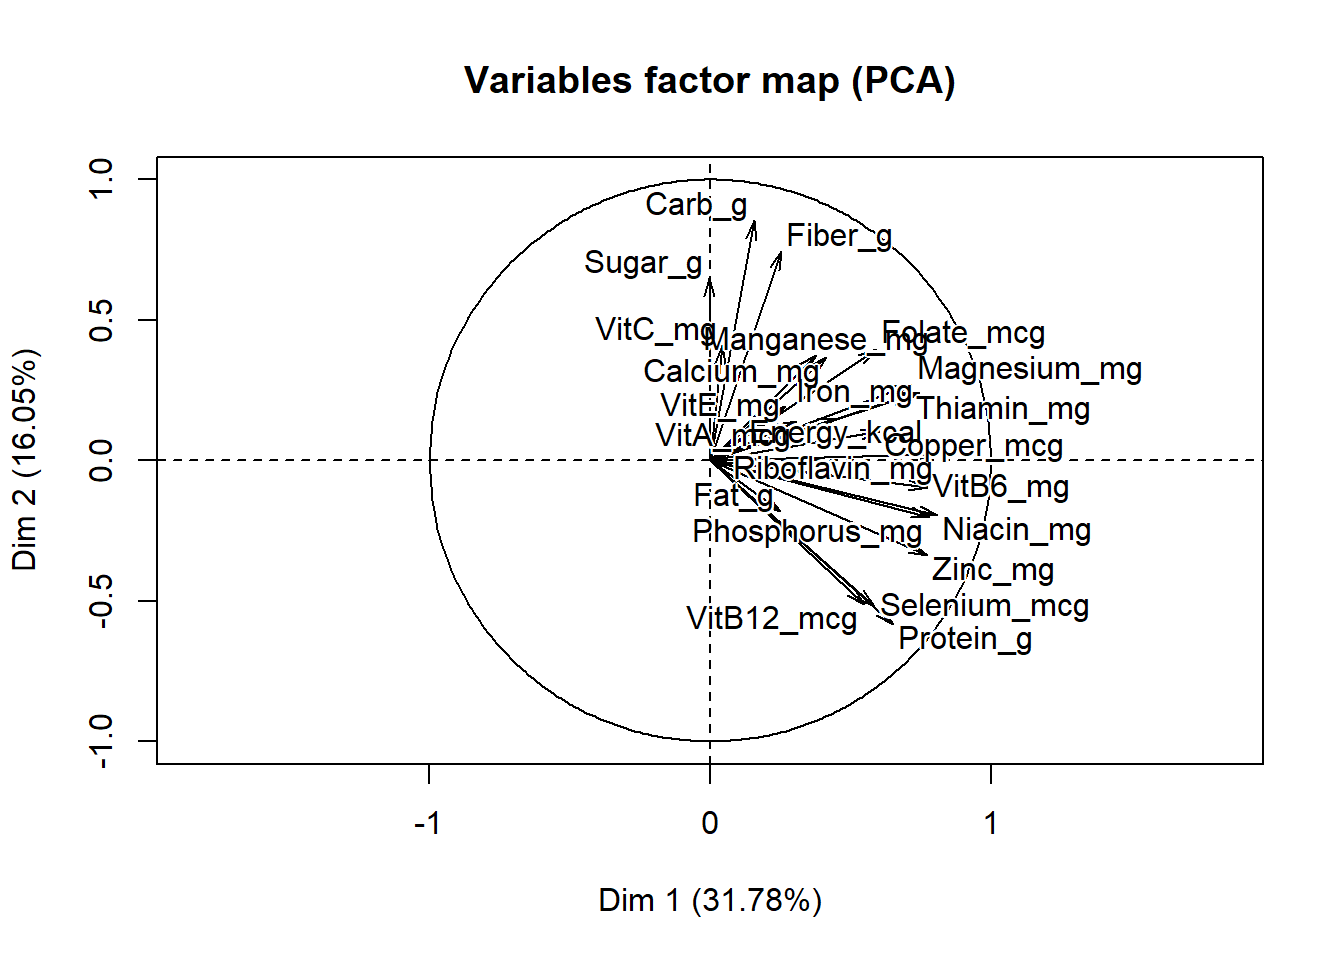 Variables factor map (PCA)
Carb_g
Fiber_g
Sugar_g
VitC_mg
Manganese_mg
Folate_mcg
Calcium_mg
Magnesium_mg
Iron_mg
VitE_mg
Thiamin_mg
VitA_mcg
Energy_kcal
Copper_mcg
Riboflavin_mg
VitB6_mg
Fat_g
Phosphorus_mg
Niacin_mg
Zinc_mg
Selenium_mcg
VitB12_mcg
Protein_g
1.0
0.5
0.0
-0.5
-1.0
Dim 2 (16.05%)
-1
0
1
Dim 1 (31.78%)